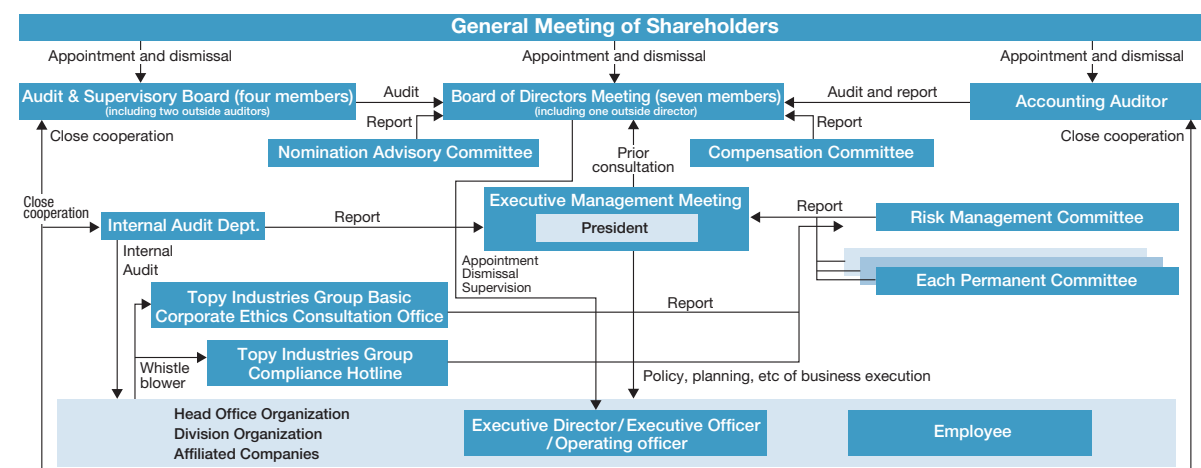 General Meeting of Shareholders
Appointment and dismissal
Appointment and dismissal
Appointment and dismissal
Audit & Supervisory Board (four members)
(including two outside auditors)
Audit
Board of Directors Meeting (seven members)
(including one outside director)
Audit and report
Accounting Auditor
Close cooperation
Report
Report
Close cooperation
Nomination Advisory Committee
Prior
consultation
Compensation Committee
Close
cooperation
Internal Audit Dept.
Report
Executive Management Meeting
President
Report
Risk Management Committee
Internal
Audit
Appointment
Dismissal
Supervision
Each Permanent Committee
Topy Industries Group Basic
Corporate Ethics Consultation Office
Report
Whistle
blower
Topy Industries Group
Compliance Hotline
Policy, planning, etc of business execution
Head Office Organization
Division Organization
Affiliated Companies
Executive Director/Executive Officer
/Operating officer
Employee